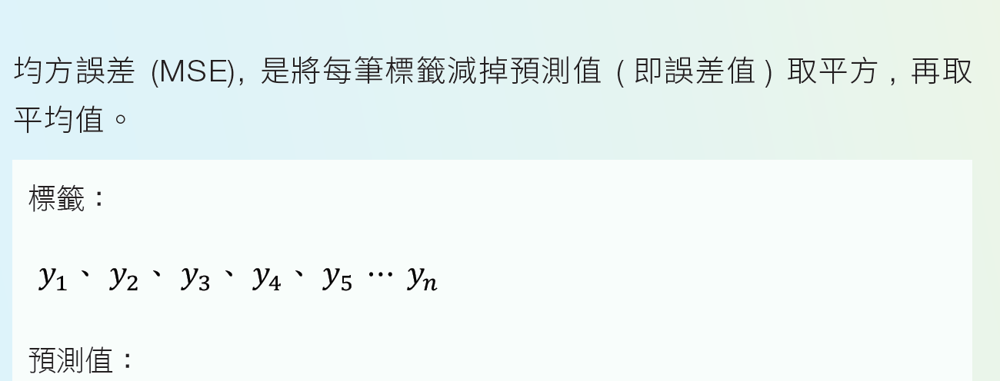 均方誤差 (MSE), 是將每筆標籤減掉預測值 ( 即誤差值 ) 取平方 , 再取
平均值。
標籤：
y₁、y₂、y₃、y₄、y₅ ⋯ yₙ
預測值：